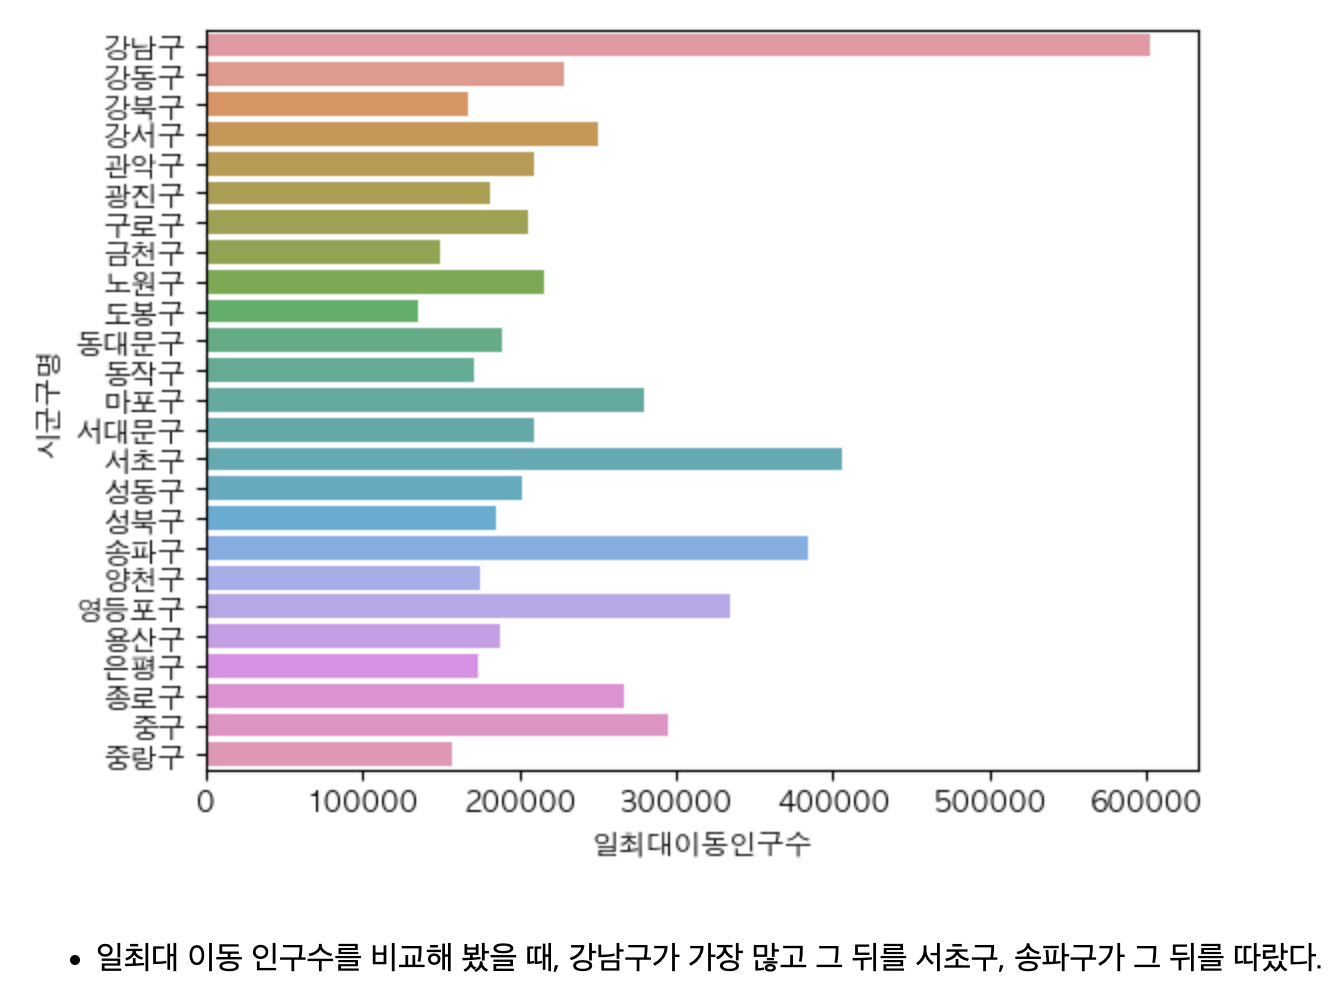 강남구
강동구
강북구
강서구
관악구
광진구
구로구
금천구
노원구
도봉구
동대문구
동작구
마포구
서대문구
서초구
성동구
성북구
송파구
양천구
영등포구
용산구
은평구
종로구
중구
중랑구
시군구명
0 100000 200000 300000 400000 500000 600000
일최대이동인구수
• 일최대 이동 인구수를 비교해 봤을 때, 강남구가 가장 많고 그 뒤를 서초구, 송파구가 그 뒤를 따랐다.